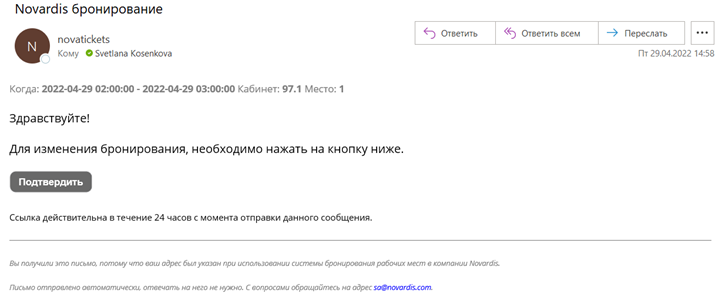 Novardis бронирование
N
novatickets
Кому Svetlana Kosenkova
Ответить
Ответить всем
Переслать
Пт 29.04.2022 14:58
Когда: 2022-04-29 02:00:00 - 2022-04-29 03:00:00 Кабинет: 97.1 Место: 1
Здравствуйте!
Для изменения бронирования, необходимо нажать на кнопку ниже.
Подтвердить
Ссылка действительна в течение 24 часов с момента отправки данного сообщения.
Вы получили это письмо, потому что ваш адрес был указан при использовании системы бронирования рабочих мест в компании Novardis.
Письмо отправлено автоматически, отвечать на него не нужно. С вопросами обращайтесь на адрес sa@novardis.com.